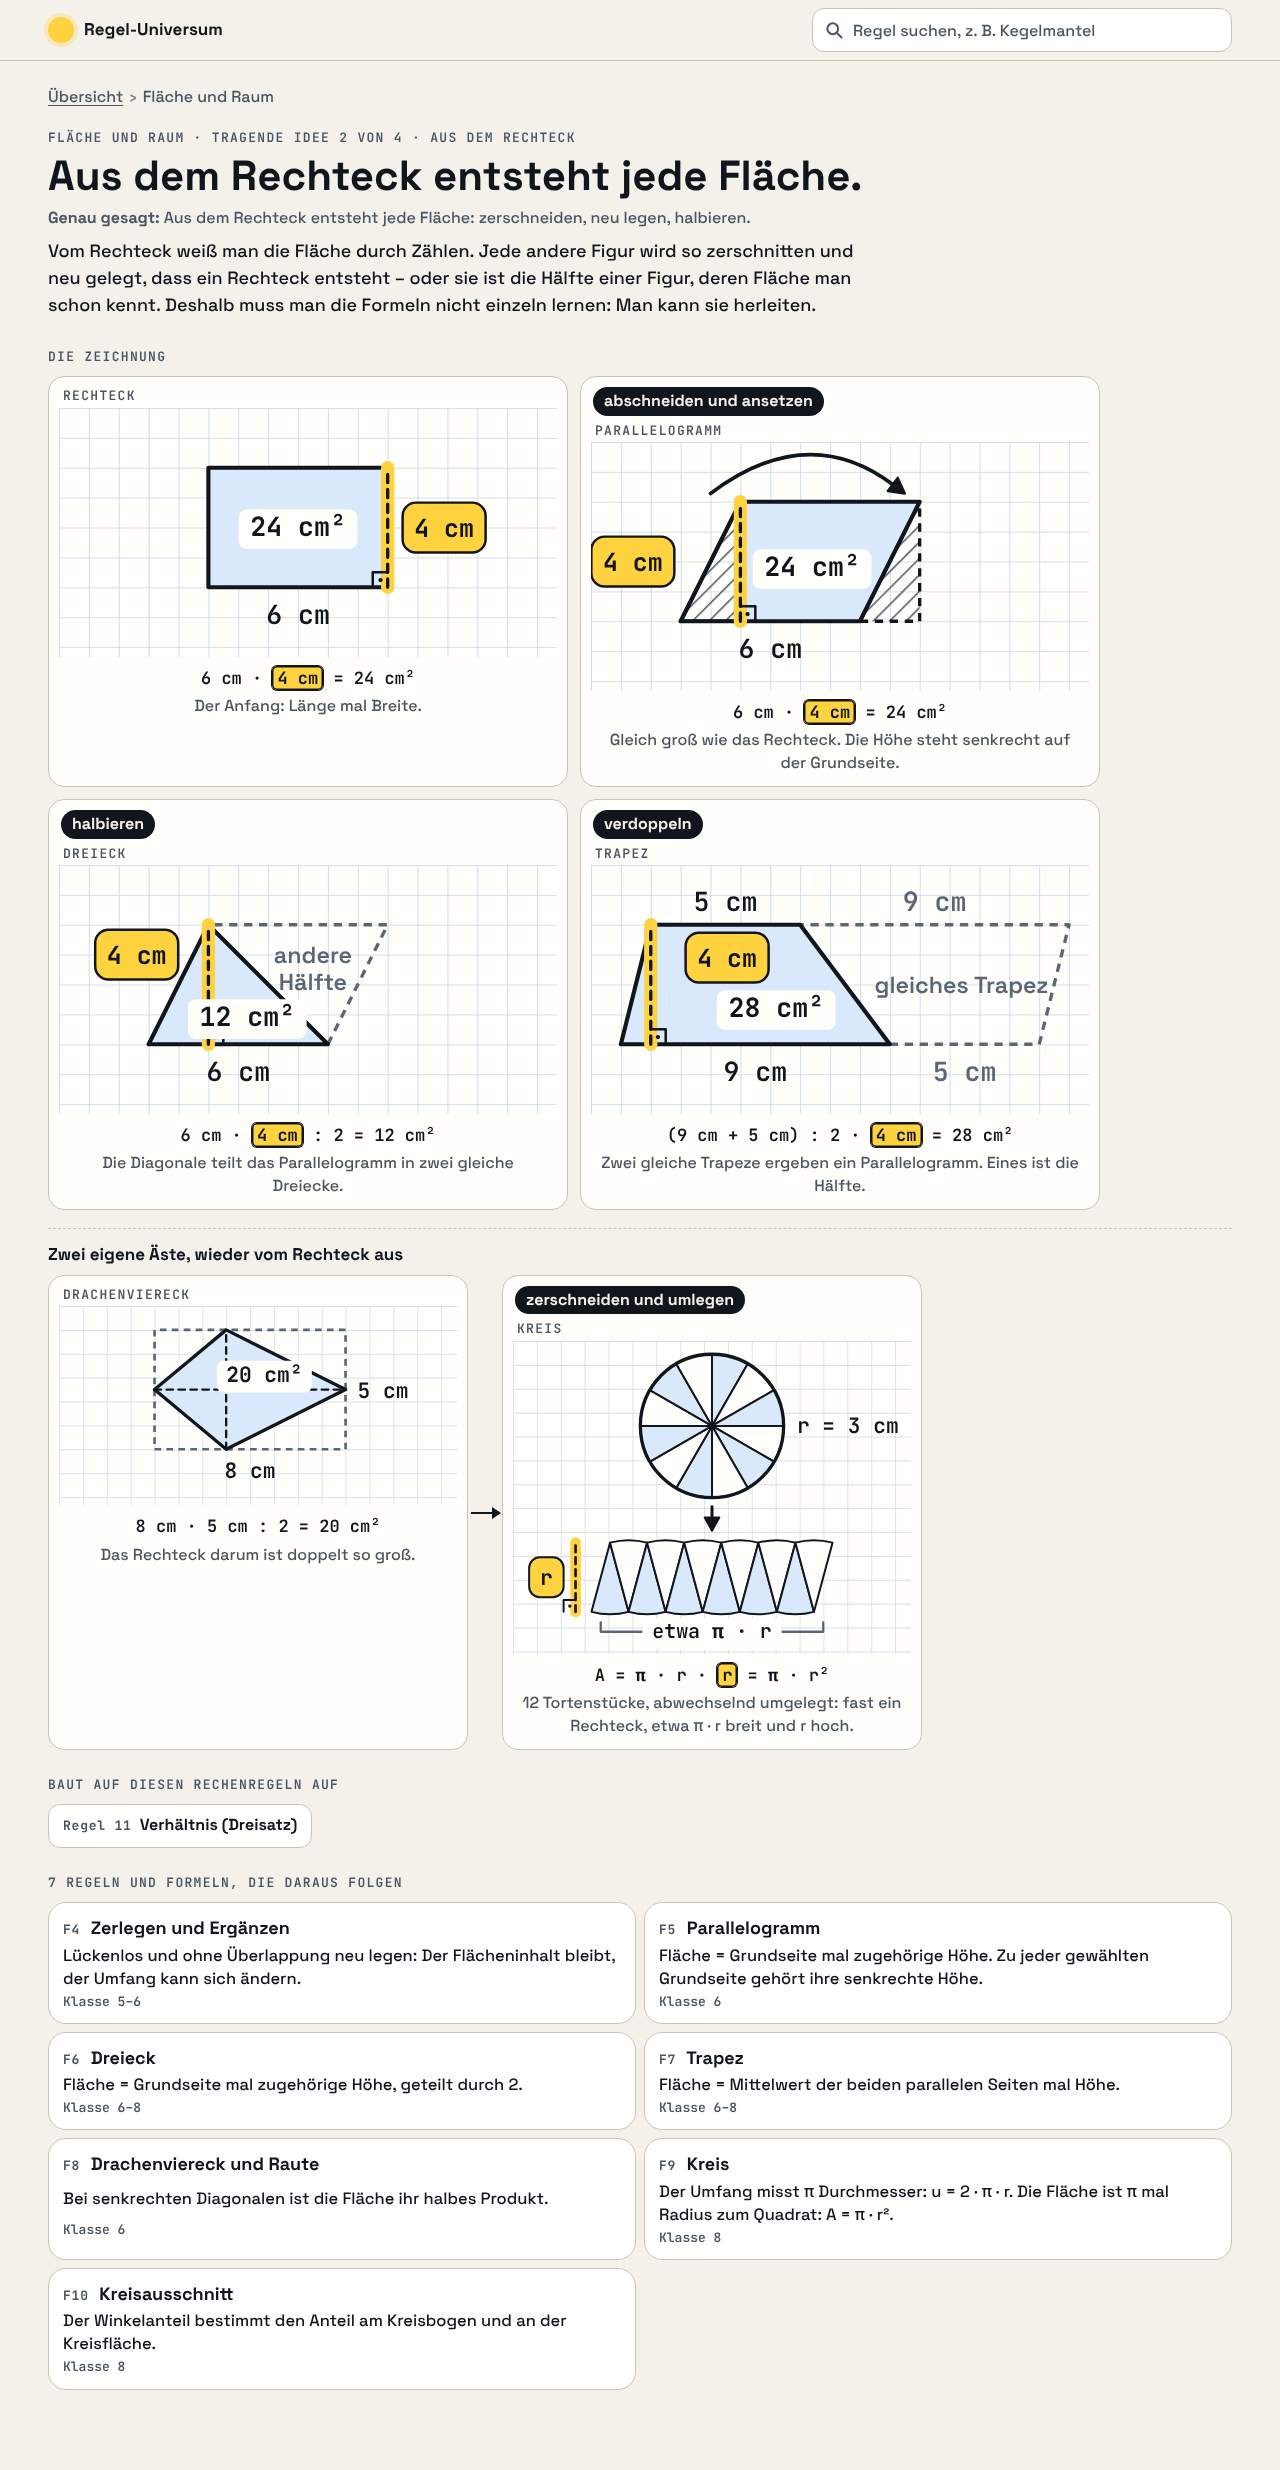 Regel-Universum
Regel suchen, z. B. Kegelmantel
Übersicht > Fläche und Raum
FLÄCHE UND RAUM · TRAGENDE IDEE 2 VON 4 · AUS DEM RECHTECK
Aus dem Rechteck entsteht jede Fläche.
Genau gesagt: Aus dem Rechteck entsteht jede Fläche: zerschneiden, neu legen, halbieren.
Vom Rechteck weiß man die Fläche durch Zählen. Jede andere Figur wird so zerschnitten und
neu gelegt, dass ein Rechteck entsteht – oder sie ist die Hälfte einer Figur, deren Fläche man
schon kennt. Deshalb muss man die Formeln nicht einzeln lernen: Man kann sie herleiten.
DIE ZEICHNUNG
RECHTECK
24 cm²
4 cm
6 cm
6 cm · 4 cm = 24 cm²
Der Anfang: Länge mal Breite.
abschneiden und ansetzen
PARALLELOGRAMM
4 cm
24 cm²
6 cm
6 cm · 4 cm = 24 cm²
Gleich groß wie das Rechteck. Die Höhe steht senkrecht auf
der Grundseite.
halbieren
DREIECK
4 cm
andere
Hälfte
12 cm²
6 cm
6 cm · 4 cm : 2 = 12 cm²
Die Diagonale teilt das Parallelogramm in zwei gleiche
Dreiecke.
verdoppeln
TRAPEZ
5 cm
9 cm
4 cm
gleiches Trapez
28 cm²
9 cm
5 cm
(9 cm + 5 cm) : 2 · 4 cm = 28 cm²
Zwei gleiche Trapeze ergeben ein Parallelogramm. Eines ist die
Hälfte.
Zwei eigene Äste, wieder vom Rechteck aus
DRACHENVIERECK
20 cm²
5 cm
8 cm
8 cm · 5 cm : 2 = 20 cm²
Das Rechteck darum ist doppelt so groß.
zerschneiden und umlegen
KREIS
r = 3 cm
r
etwa π · r
A = π · r · r = π · r²
12 Tortenstücke, abwechselnd umgelegt: fast ein
Rechteck, etwa π · r breit und r hoch.
BAUT AUF DIESEN RECHENREGELN AUF
Regel 11 Verhältnis (Dreisatz)
7 REGELN UND FORMELN, DIE DARAUS FOLGEN
F4 Zerlegen und Ergänzen
Lückenlos und ohne Überlappung neu legen: Der Flächeninhalt bleibt,
der Umfang kann sich ändern.
Klasse 5–6
F5 Parallelogramm
Fläche = Grundseite mal zugehörige Höhe. Zu jeder gewählten
Grundseite gehört ihre senkrechte Höhe.
Klasse 6
F6 Dreieck
Fläche = Grundseite mal zugehörige Höhe, geteilt durch 2.
Klasse 6–8
F7 Trapez
Fläche = Mittelwert der beiden parallelen Seiten mal Höhe.
Klasse 6–8
F8 Drachenviereck und Raute
Bei senkrechten Diagonalen ist die Fläche ihr halbes Produkt.
Klasse 6
F9 Kreis
Der Umfang misst π Durchmesser: u = 2 · π · r. Die Fläche ist π mal
Radius zum Quadrat: A = π · r².
Klasse 8
F10 Kreisausschnitt
Der Winkelanteil bestimmt den Anteil am Kreisbogen und an der
Kreisfläche.
Klasse 8